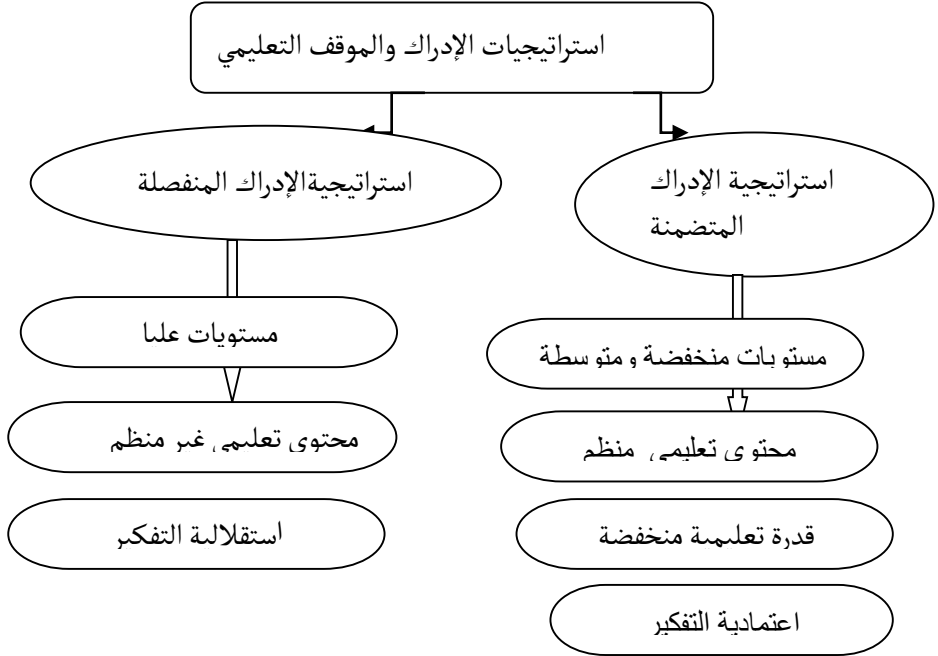 استراتيجيات الإدراك والموقف التعليمي
استراتيجية الإدراك
المتضمنة
مستويات منخفضة ومتوسطة
محتوى تعليمي منظم
قدرة تعليمية منخفضة
اعتمادية التفكير
استراتيجيةالإدراك المنفصلة
مستويات عليا
محتوى تعليمي غير منظم
استقلالية التفكير